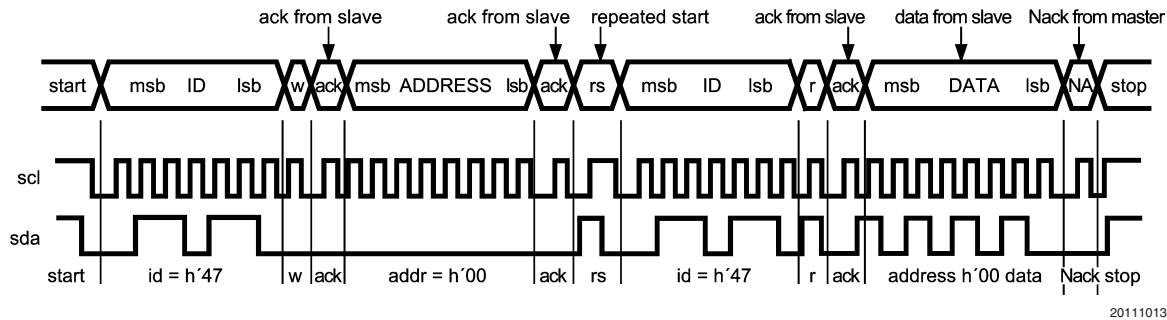 ack from slave ack from slave repeated start ack from slave data from slave Nack from master
start msb ID lsb w ack msb ADDRESS lsb ack rs msb ID lsb r ack msb DATA lsb NA stop
scl
sda
start id = h´47 w ack addr = h´00 ack rs id = h´47 r ack address h´00 data Nack stop
20111013